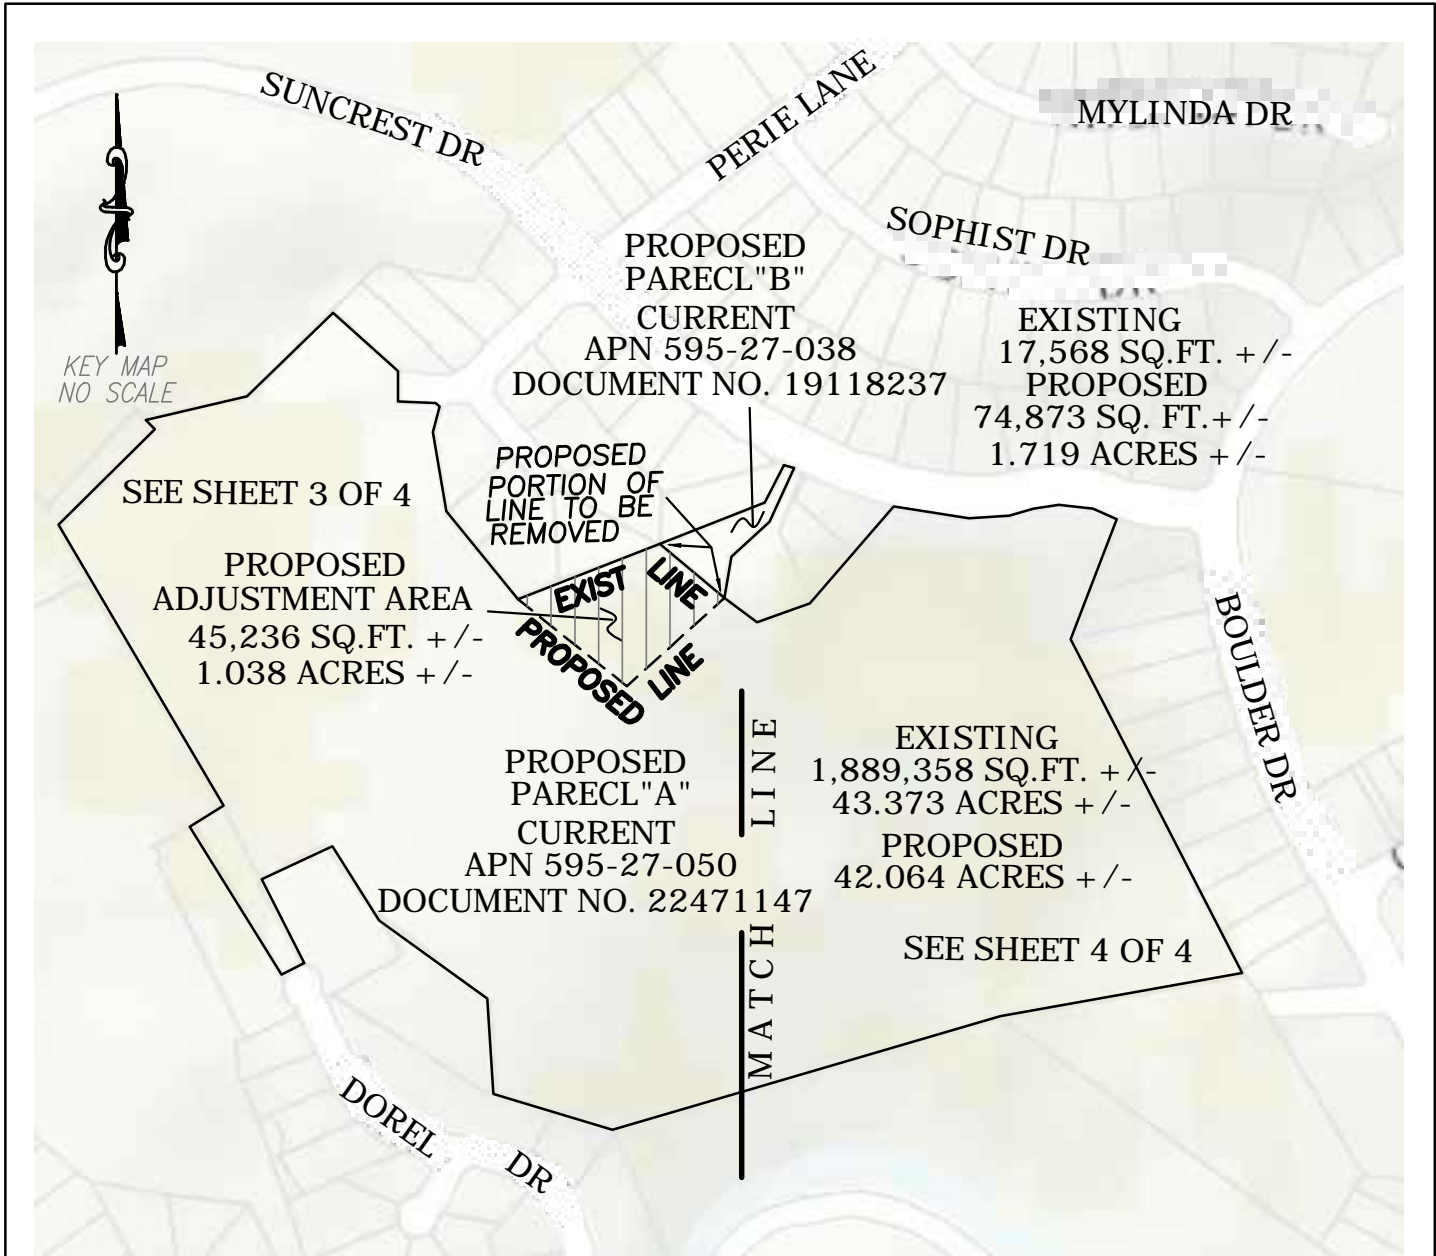 SUNCREST DR
PERIE LANE
MYLINDA DR
SOPHIST DR
KEY MAP
NO SCALE
PROPOSED
PARECL"B"
CURRENT
APN 595-27-038
DOCUMENT NO. 19118237
EXISTING
17,568 SQ.FT. +/-
PROPOSED
74,873 SQ. FT.+/-
1.719 ACRES +/-
SEE SHEET 3 OF 4
PROPOSED
PORTION OF
LINE TO BE
REMOVED
PROPOSED
ADJUSTMENT AREA
45,236 SQ.FT. +/-
1.038 ACRES +/-
EXIST LINE
PROPOSED LINE
BOULDER DR
PROPOSED
PARECL"A"
CURRENT
APN 595-27-050
DOCUMENT NO. 22471147
MATCH LINE
EXISTING
1,889,358 SQ.FT. +/-
43.373 ACRES +/-
PROPOSED
42.064 ACRES +/-
SEE SHEET 4 OF 4
DOREL DR